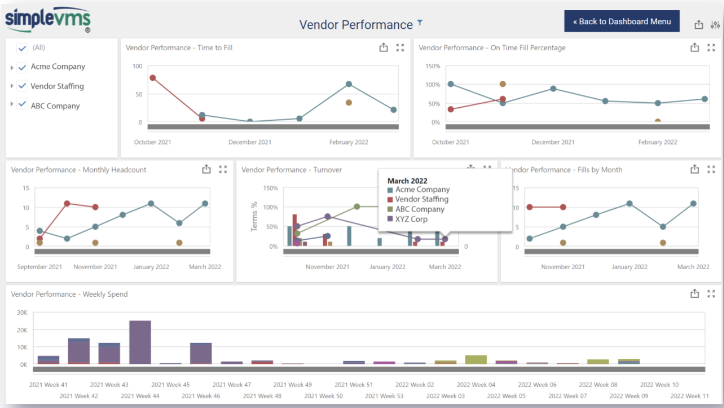 simplevms
®
Vendor Performance
« Back to Dashboard Menu
(All)
Acme Company
Vendor Staffing
ABC Company
Vendor Performance - Time to Fill
100
50
0
October 2021
December 2021
February 2022
Vendor Performance - On Time Fill Percentage
150%
100%
50%
0%
October 2021
December 2021
February 2022
Vendor Performance - Monthly Headcount
15
10
5
0
September 2021
November 2021
January 2022
March 2022
Vendor Performance - Turnover
Terms %
150%
100%
50%
0%
0
November 2021
January 2022
March 2022
March 2022
Acme Company
Vendor Staffing
ABC Company
XYZ Corp
Performance - Fills by Month
15
10
5
0
November 2021
January 2022
March 2022
Vendor Performance - Weekly Spend
30K
20K
10K
0K
2021 Week 41
2021 Week 43
2021 Week 45
2021 Week 47
2021 Week 49
2021 Week 51
2022 Week 02
2022 Week 04
2022 Week 06
2022 Week 08
2022 Week 10
2021 Week 42
2021 Week 44
2021 Week 46
2021 Week 48
2021 Week 50
2021 Week 53
2022 Week 03
2022 Week 05
2022 Week 07
2022 Week 09
2022 Week 11